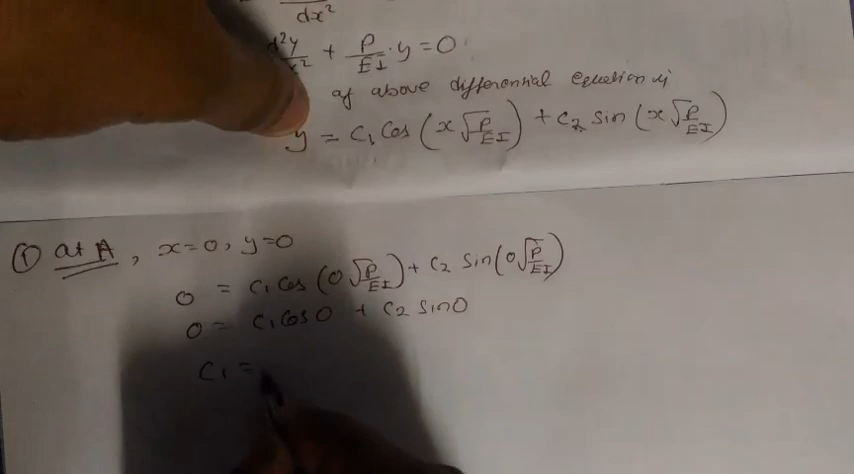 dx²
d²y/x² + P/EI · y = 0
of above differential equation is
y = C₁ Cos (x√P/EI) + C₂ sin (x√P/EI)
① at A, x=0, y=0
0 = C₁ Cos (0√P/EI) + C₂ Sin (0√P/EI)
0 = C₁ Cos 0 + C₂ Sin 0
C₁ =